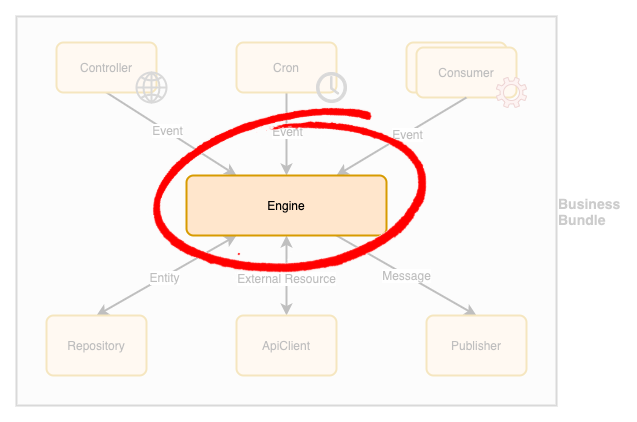 Controller
Cron
Consumer
Event
Event
Event
Engine
Business
Bundle
Entity
External Resource
Message
Repository
ApiClient
Publisher